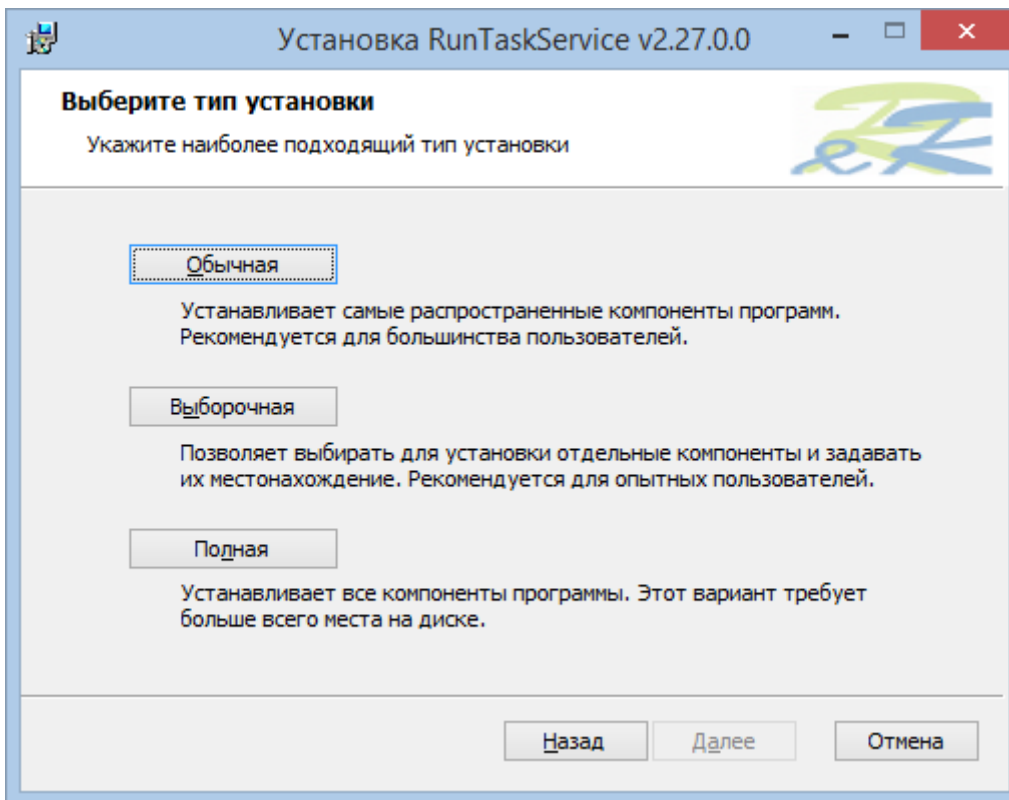 Установка RunTaskService v2.27.0.0
Выберите тип установки
Укажите наиболее подходящий тип установки
Обычная
Устанавливает самые распространенные компоненты программ.
Рекомендуется для большинства пользователей.
Выборочная
Позволяет выбирать для установки отдельные компоненты и задавать
их местонахождение. Рекомендуется для опытных пользователей.
Полная
Устанавливает все компоненты программы. Этот вариант требует
больше всего места на диске.
Назад
Далее
Отмена